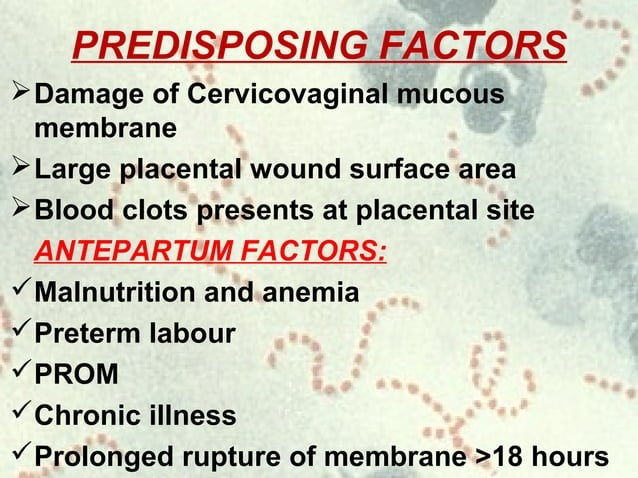 PREDISPOSING FACTORS
➢Damage of Cervicovaginal mucous
membrane
➢Large placental wound surface area
➢Blood clots presents at placental site
ANTEPARTUM FACTORS:
✓Malnutrition and anemia
✓Preterm labour
✓PROM
✓Chronic illness
✓Prolonged rupture of membrane >18 hours